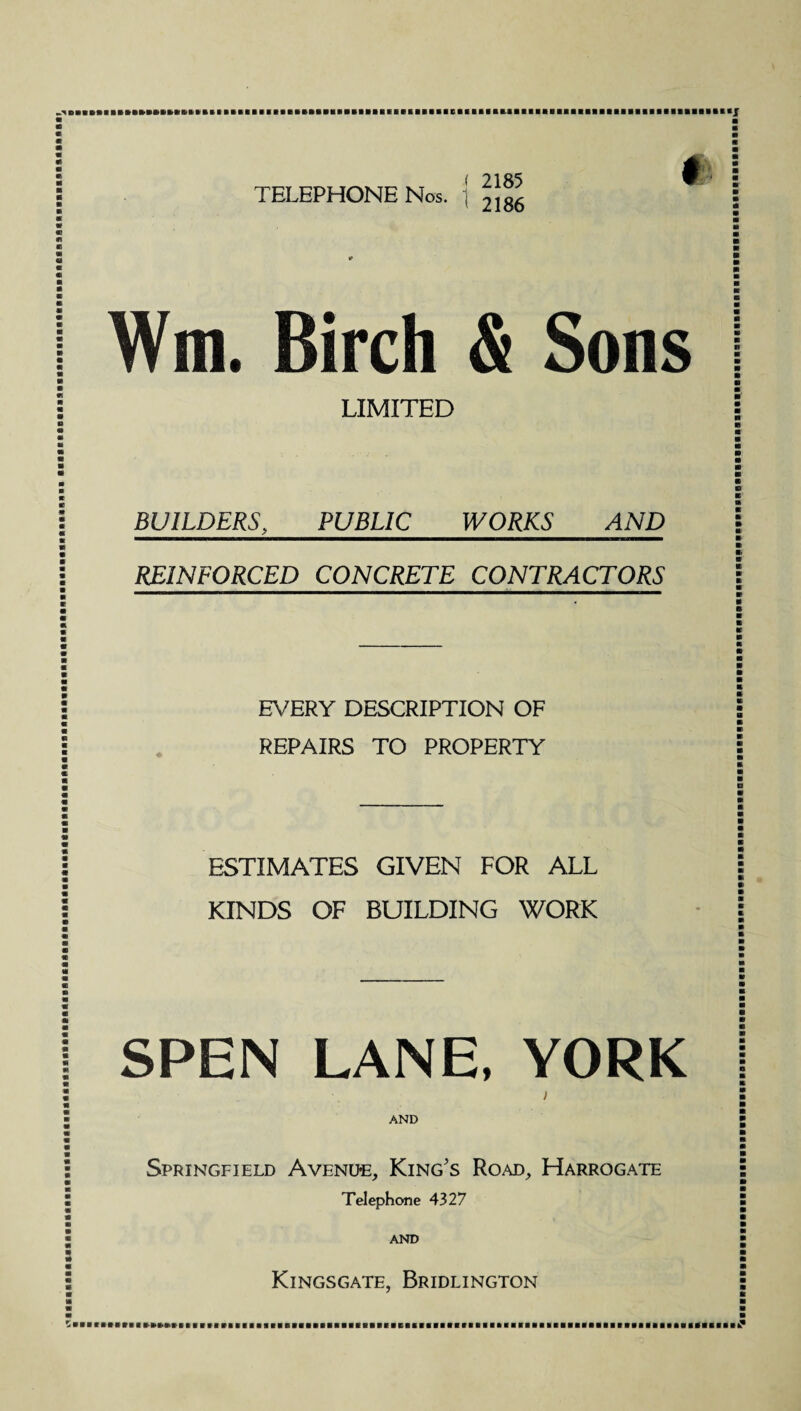 TELEPHONE Nos. { 2185
2186
Wm. Birch & Sons
LIMITED
BUILDERS, PUBLIC WORKS AND
REINFORCED CONCRETE CONTRACTORS
EVERY DESCRIPTION OF
REPAIRS TO PROPERTY
ESTIMATES GIVEN FOR ALL
KINDS OF BUILDING WORK
SPEN LANE, YORK
AND
Springfield Avenue, King's Road, Harrogate
Telephone 4327
AND
Kingsgate, Bridlington